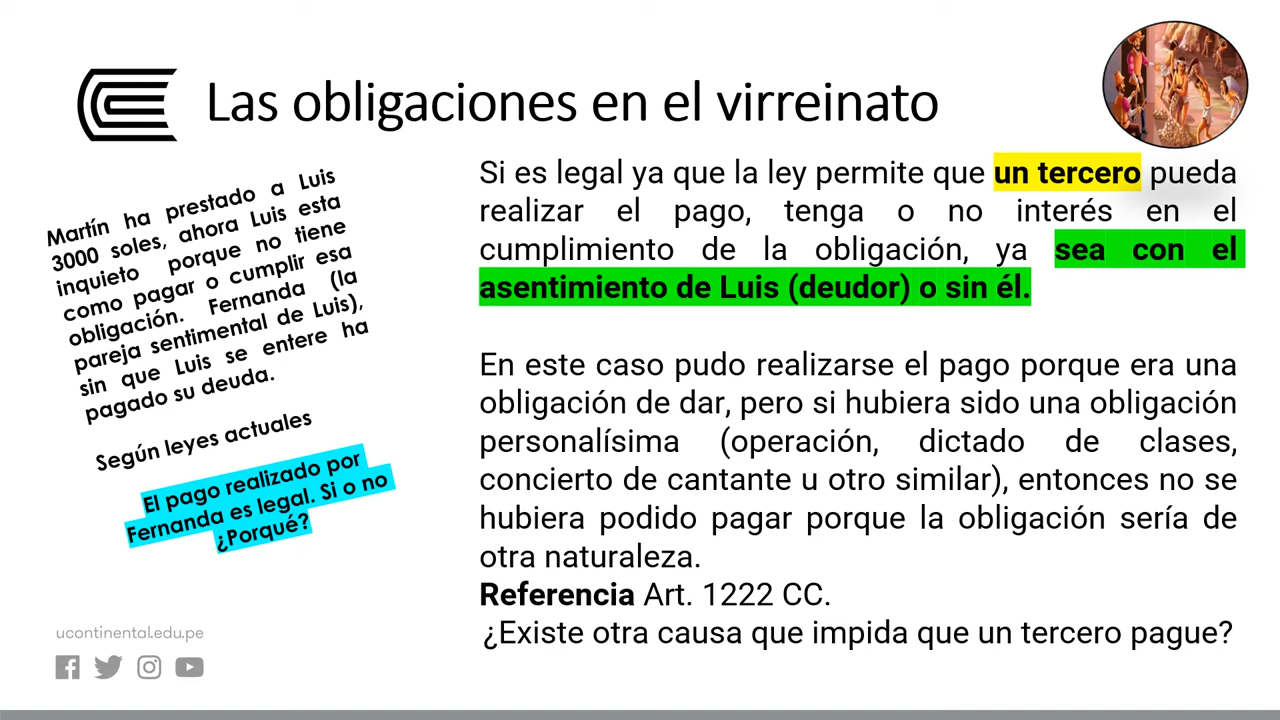 Las obligaciones en el virreinato
Martín ha prestado a Luis
3000 soles, ahora Luis esta
inquieto porque no tiene
como pagar o cumplir esa
obligación. Fernanda (la
pareja sentimental de Luis),
sin que Luis se entere ha
pagado su deuda.
Según leyes actuales
El pago realizado por
Fernanda es legal. Si o no
¿Porqué?
Si es legal ya que la ley permite que un tercero pueda
realizar el pago, tenga o no interés en el
cumplimiento de la obligación, ya sea con el
asentimiento de Luis (deudor) o sin él.
En este caso pudo realizarse el pago porque era una
obligación de dar, pero si hubiera sido una obligación
personalísima (operación, dictado de clases,
concierto de cantante u otro similar), entonces no se
hubiera podido pagar porque la obligación sería de
otra naturaleza.
Referencia Art. 1222 CC.
¿Existe otra causa que impida que un tercero pague?
ucontinental.edu.pe